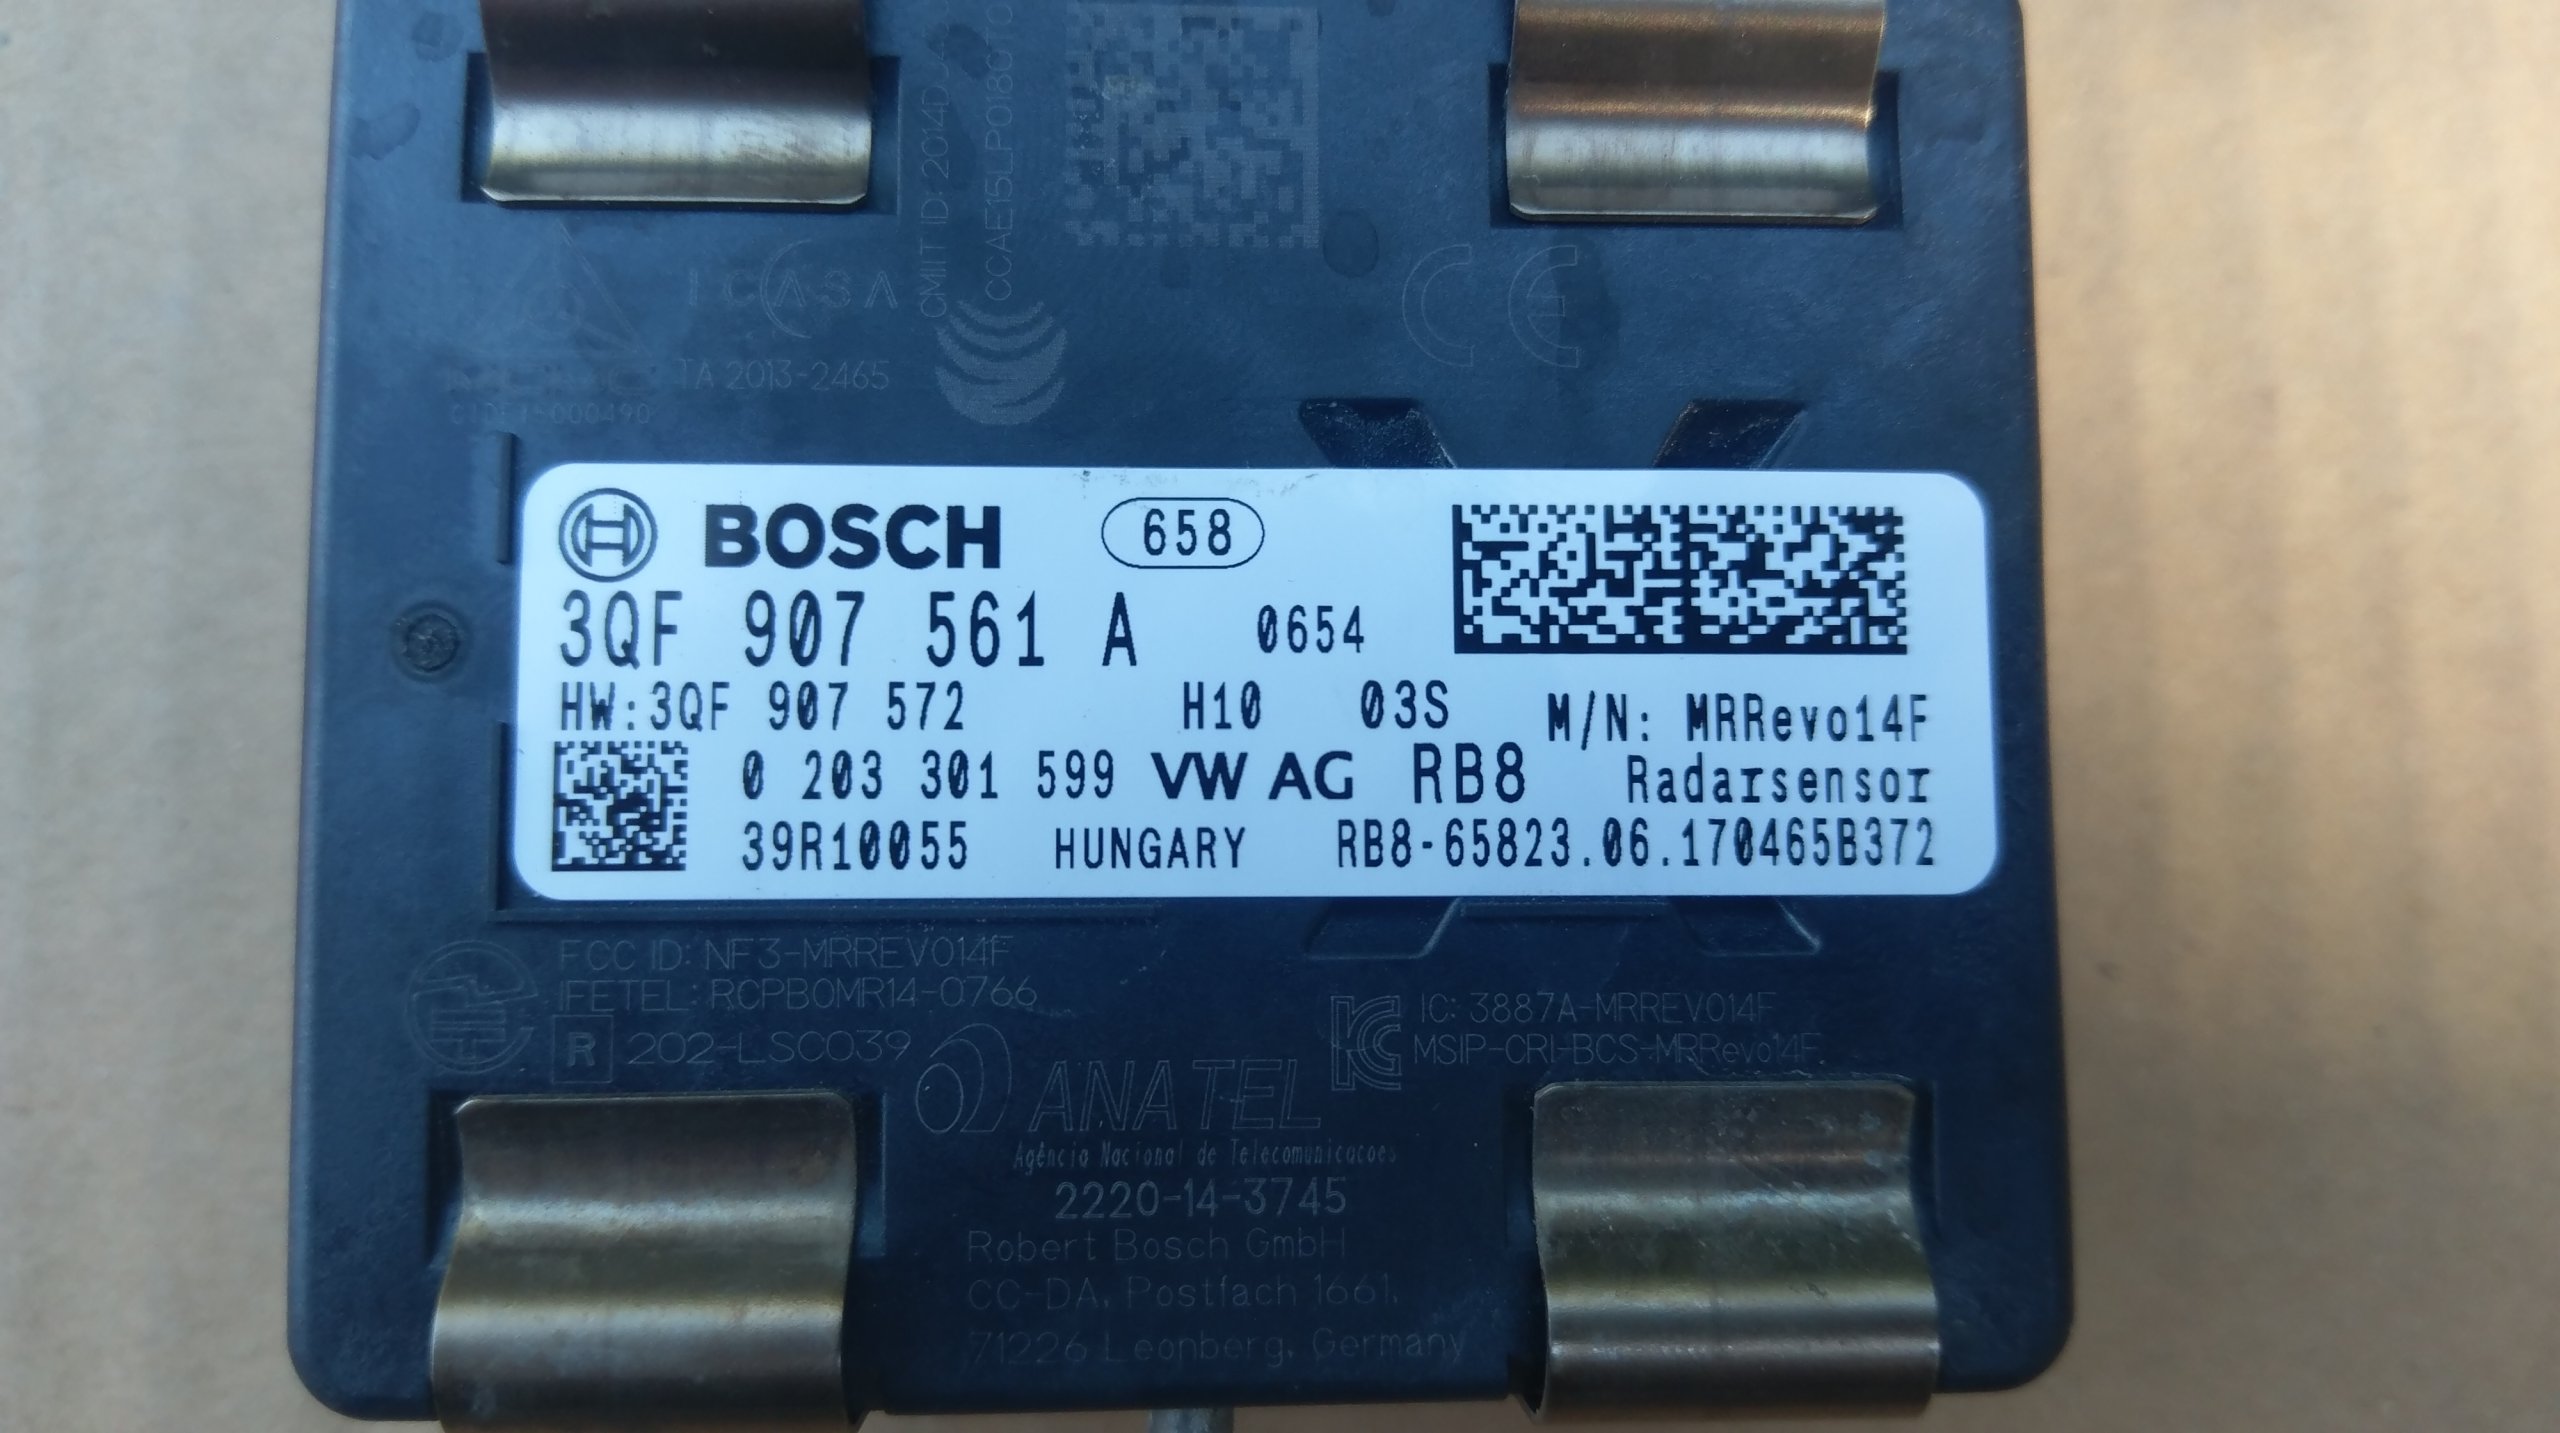 ICASA
TA 2013-2465
BOSCH 658
3QF 907 561 A 0654
HW:3QF 907 572 H10 03S M/N: MRRevo14F
0 203 301 599 VW AG RB8 Radarsensor
39R10055 HUNGARY RB8-65823.06.170465B372
FCC ID: NF3-MRREVO14F
IFETEL: RCPBOMR14-0766
R 202-LSC039
IC: 3887A-MRREVO14F
MSIP-CRI-BCS-MRRevo14F
ANATEL
Agência Nacional de Telecomunicacoes
2220-14-3745
Robert Bosch GmbH
CC-DA, Postfach 1661,
71226 Leonberg, Germany